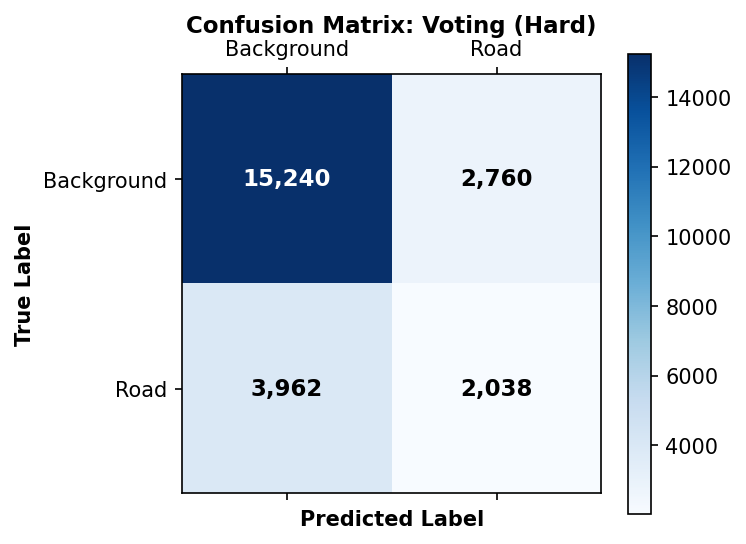 Confusion Matrix: Voting (Hard)
Background Road
14000
12000
Background 15,240 2,760
10000
True Label
8000
6000
Road 3,962 2,038
4000
Predicted Label